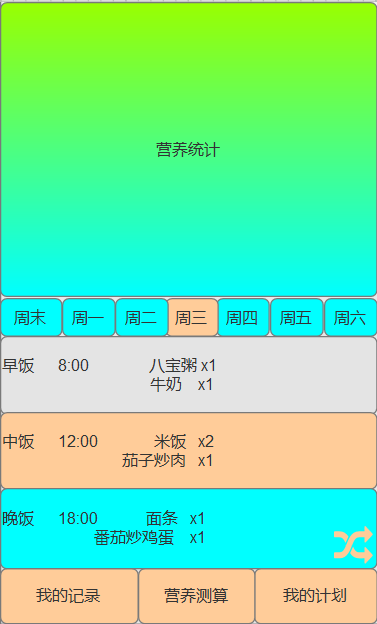 营养统计
周末 周一 周二 周三 周四 周五 周六
早饭 8:00 八宝粥 x1
牛奶 x1
中饭 12:00 米饭 x2
茄子炒肉 x1
晚饭 18:00 面条 x1
番茄炒鸡蛋 x1
我的记录 营养测算 我的计划